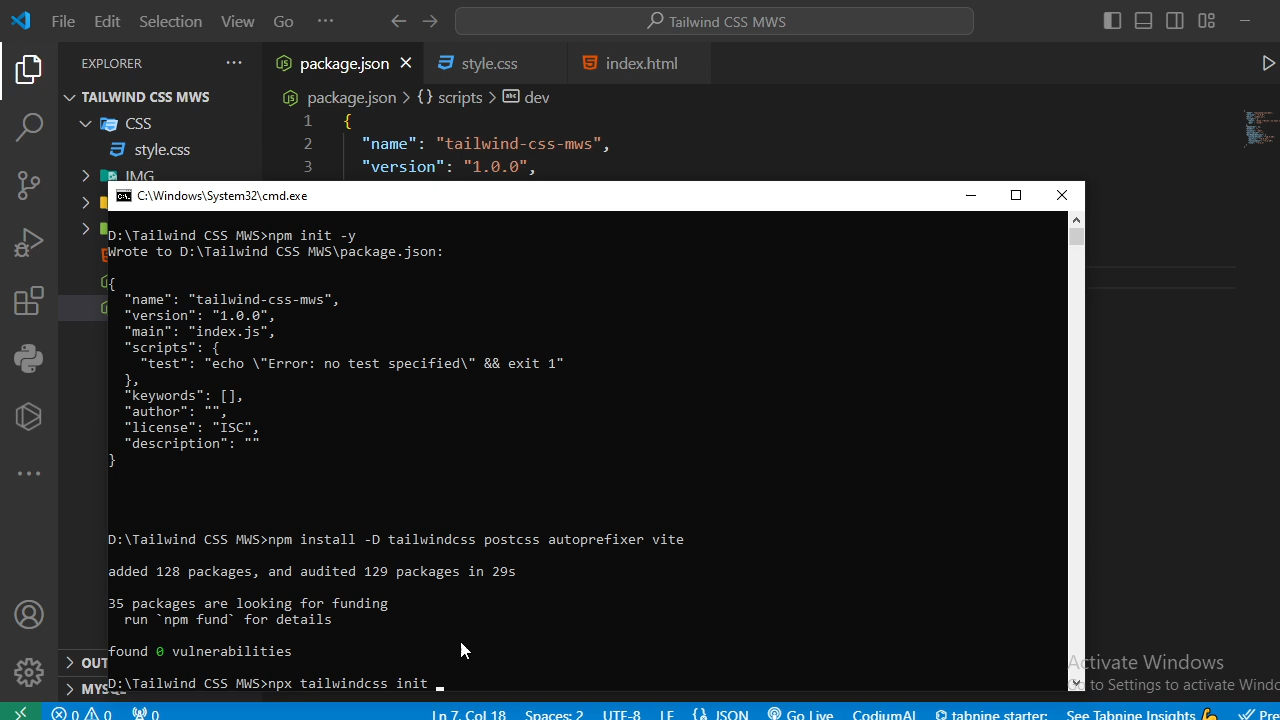 File Edit Selection View Go ···
Tailwind CSS MWS
EXPLORER ···
package.json
style.css
index.html
TAILWIND CSS MWS
package.json > {} scripts > dev
CSS
style.css
IMG
1 {
2 "name": "tailwind-css-mws",
3 "version": "1.0.0",
C:\Windows\System32\cmd.exe
D:\Tailwind CSS MWS>npm init -y
Wrote to D:\Tailwind CSS MWS\package.json:
{
"name": "tailwind-css-mws",
"version": "1.0.0",
"main": "index.js",
"scripts": {
"test": "echo \"Error: no test specified\" && exit 1"
},
"keywords": [],
"author": "",
"license": "ISC",
"description": ""
}
D:\Tailwind CSS MWS>npm install -D tailwindcss postcss autoprefixer vite
added 128 packages, and audited 129 packages in 29s
35 packages are looking for funding
run `npm fund` for details
found 0 vulnerabilities
D:\Tailwind CSS MWS>npx tailwindcss init
OUT
MYS
Activate Windows
Go to Settings to activate Windo
0 0 0 Ln 7, Col 18 Spaces: 2 UTF-8 LF {} JSON Go Live CodiumAI tabnine starter: See Tabnine Insights Pre